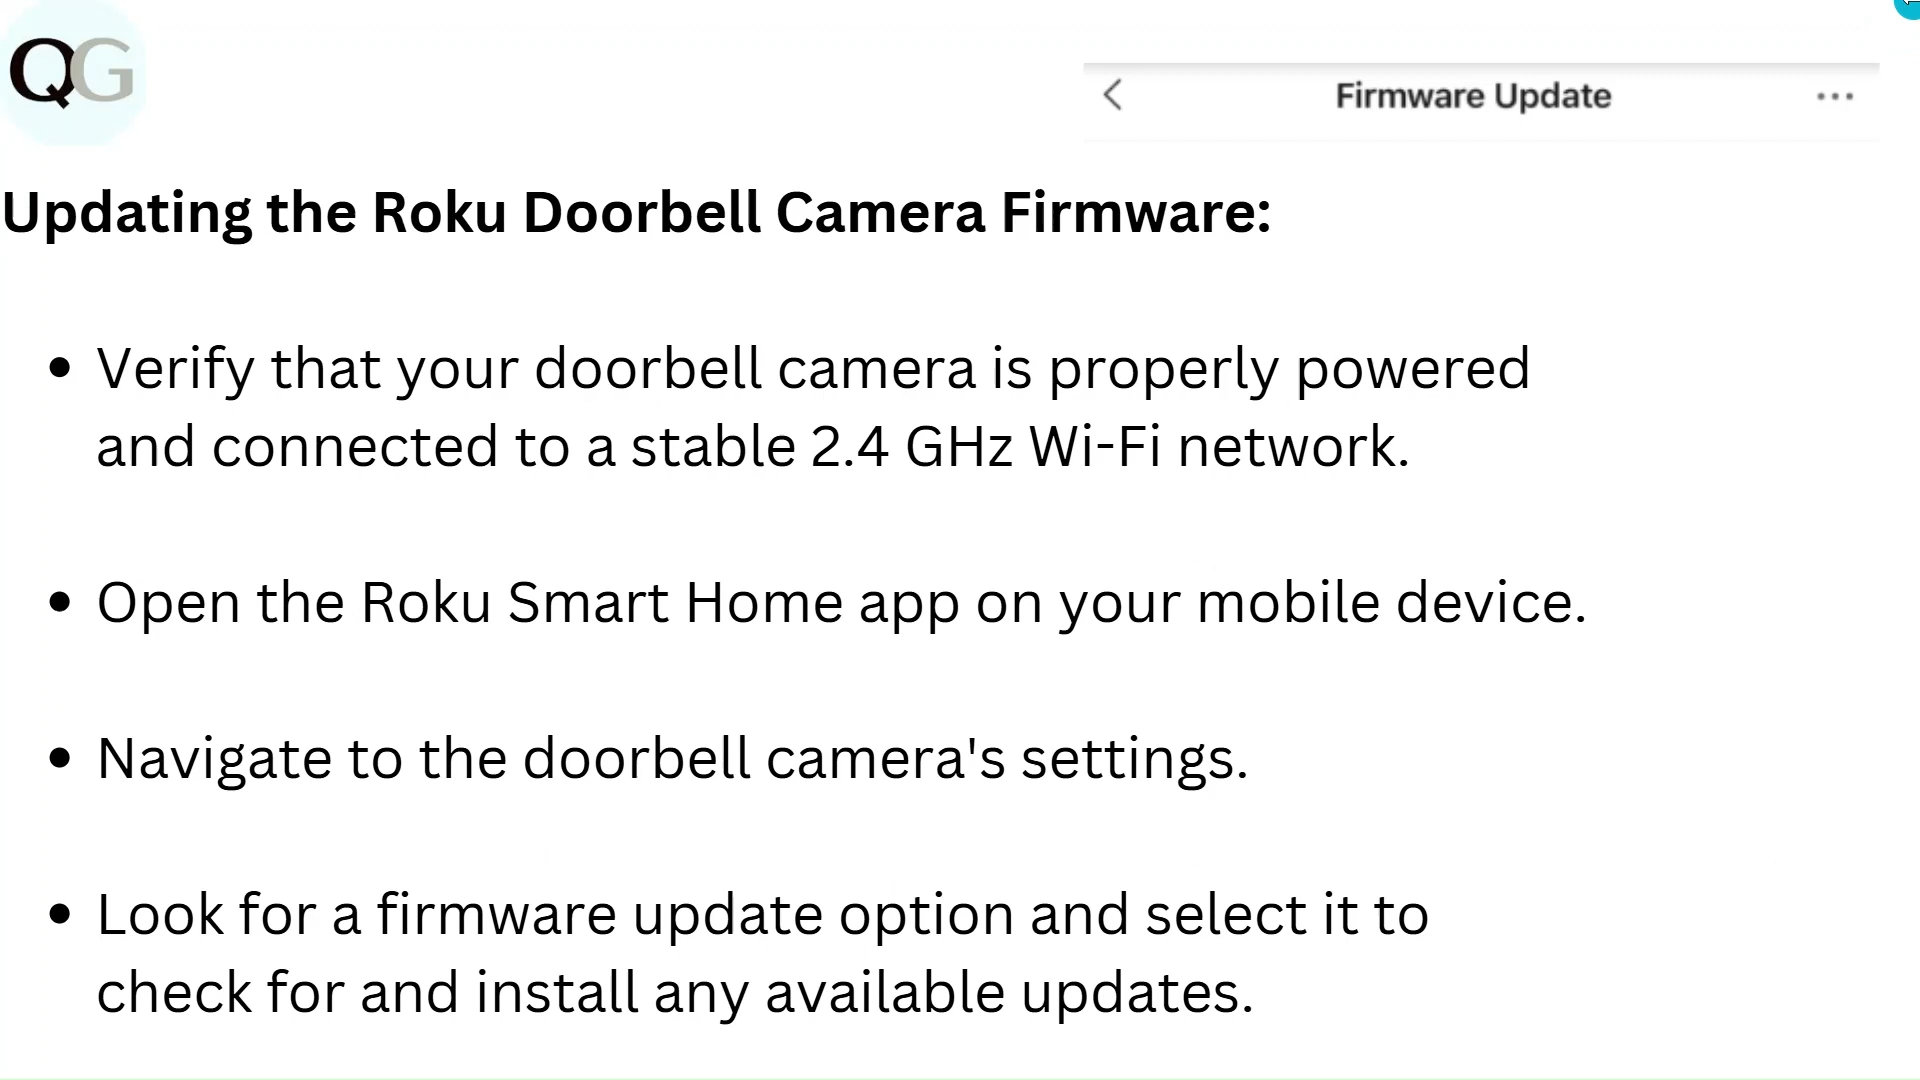 QG
Firmware Update
Updating the Roku Doorbell Camera Firmware:
• Verify that your doorbell camera is properly powered
and connected to a stable 2.4 GHz Wi-Fi network.
• Open the Roku Smart Home app on your mobile device.
• Navigate to the doorbell camera's settings.
• Look for a firmware update option and select it to
check for and install any available updates.